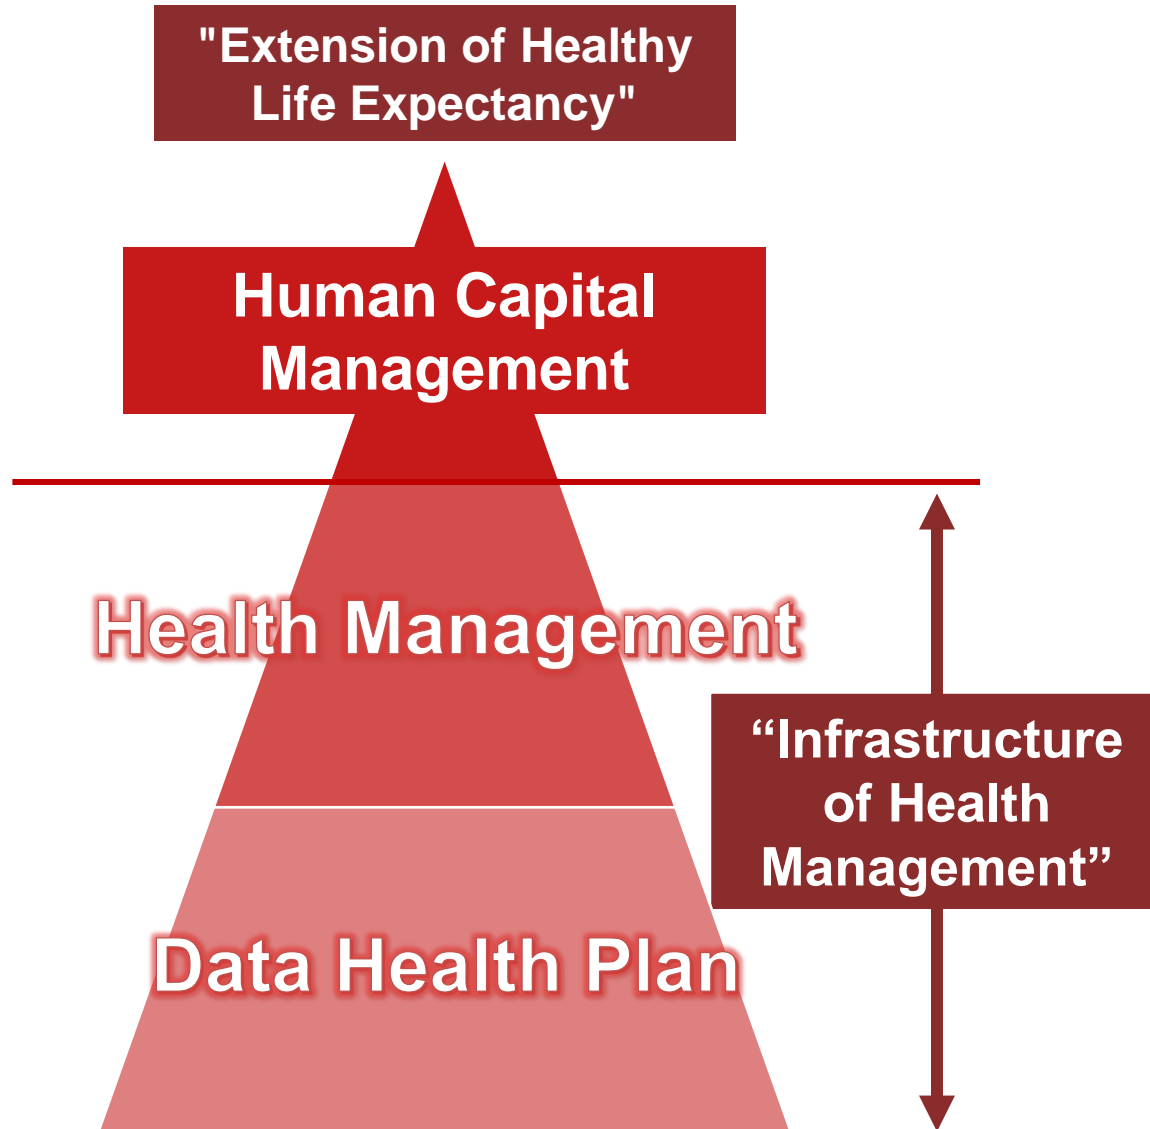 "Extension of Healthy
Life Expectancy"
Human Capital
Management
Health Management
“Infrastructure
of Health
Management”
Data Health Plan